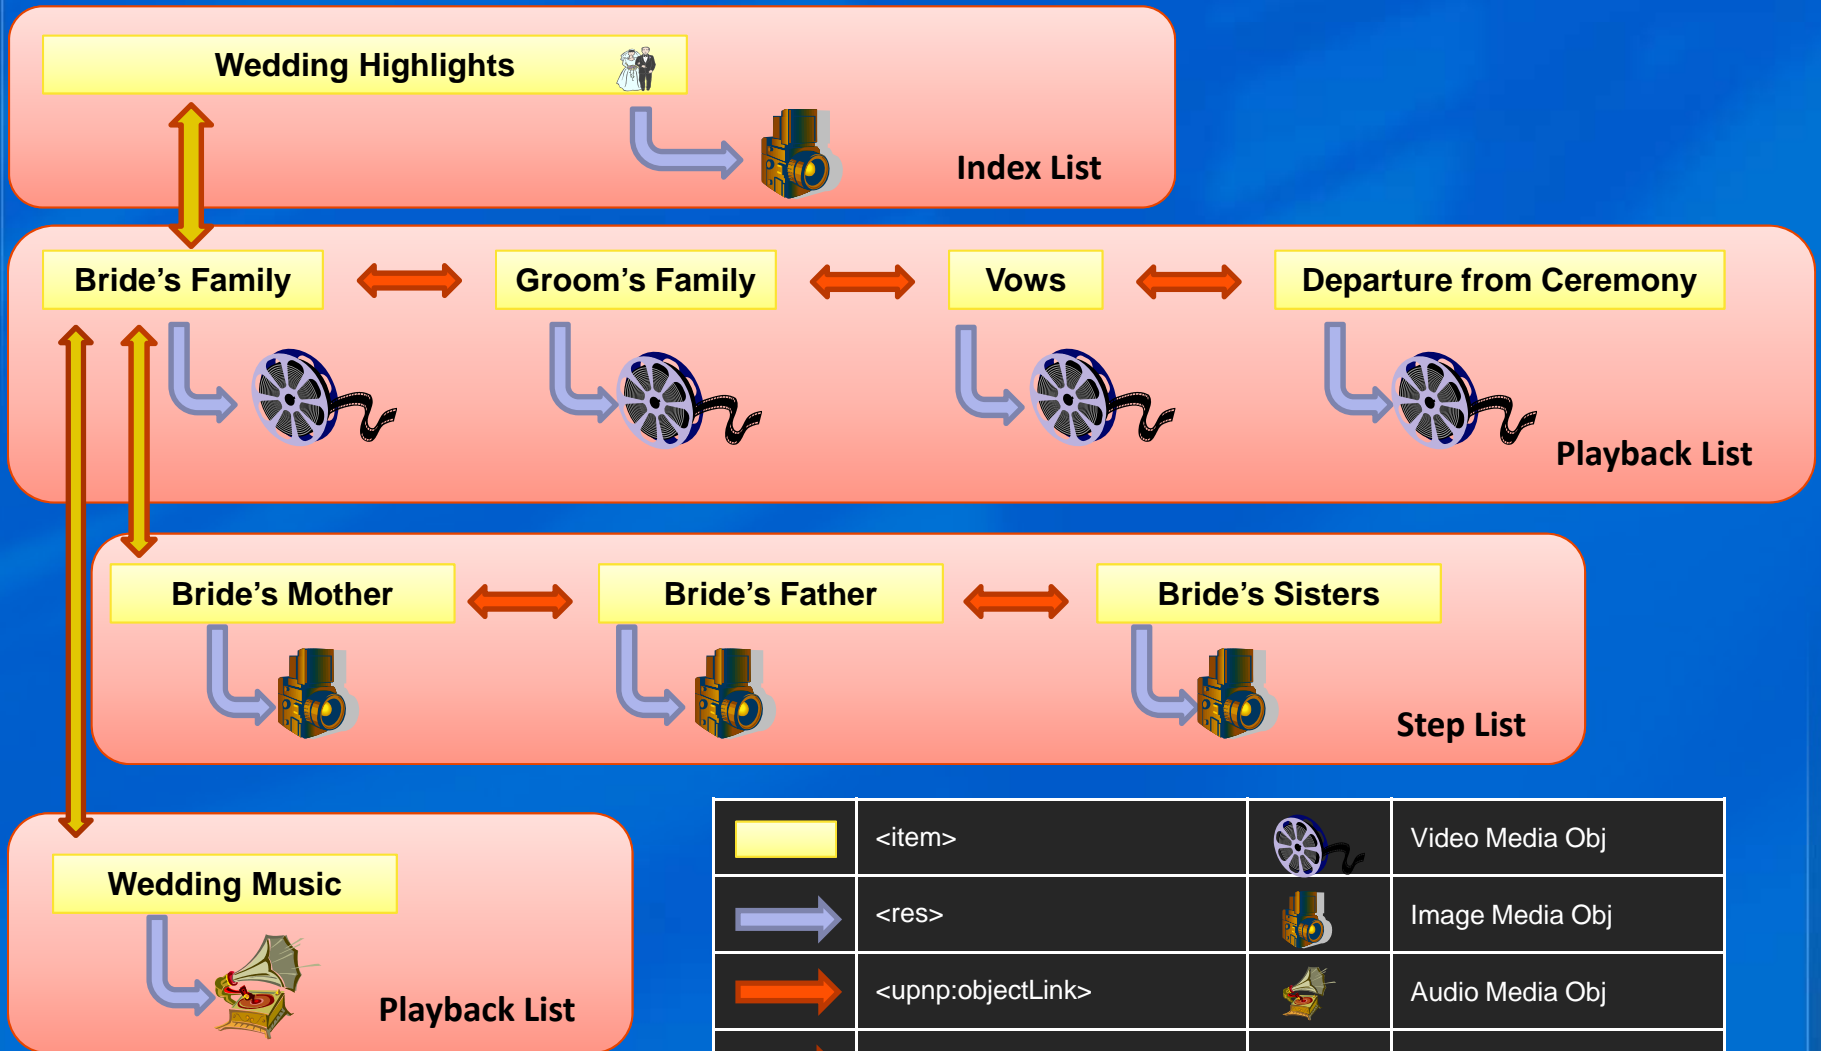 Wedding Highlights
Index List
Bride’s Family
Groom’s Family
Vows
Departure from Ceremony
Playback List
Bride’s Mother
Bride’s Father
Bride’s Sisters
Step List
Wedding Music
Playback List
<item>
Video Media Obj
<res>
Image Media Obj
<upnp:objectLink>
Audio Media Obj